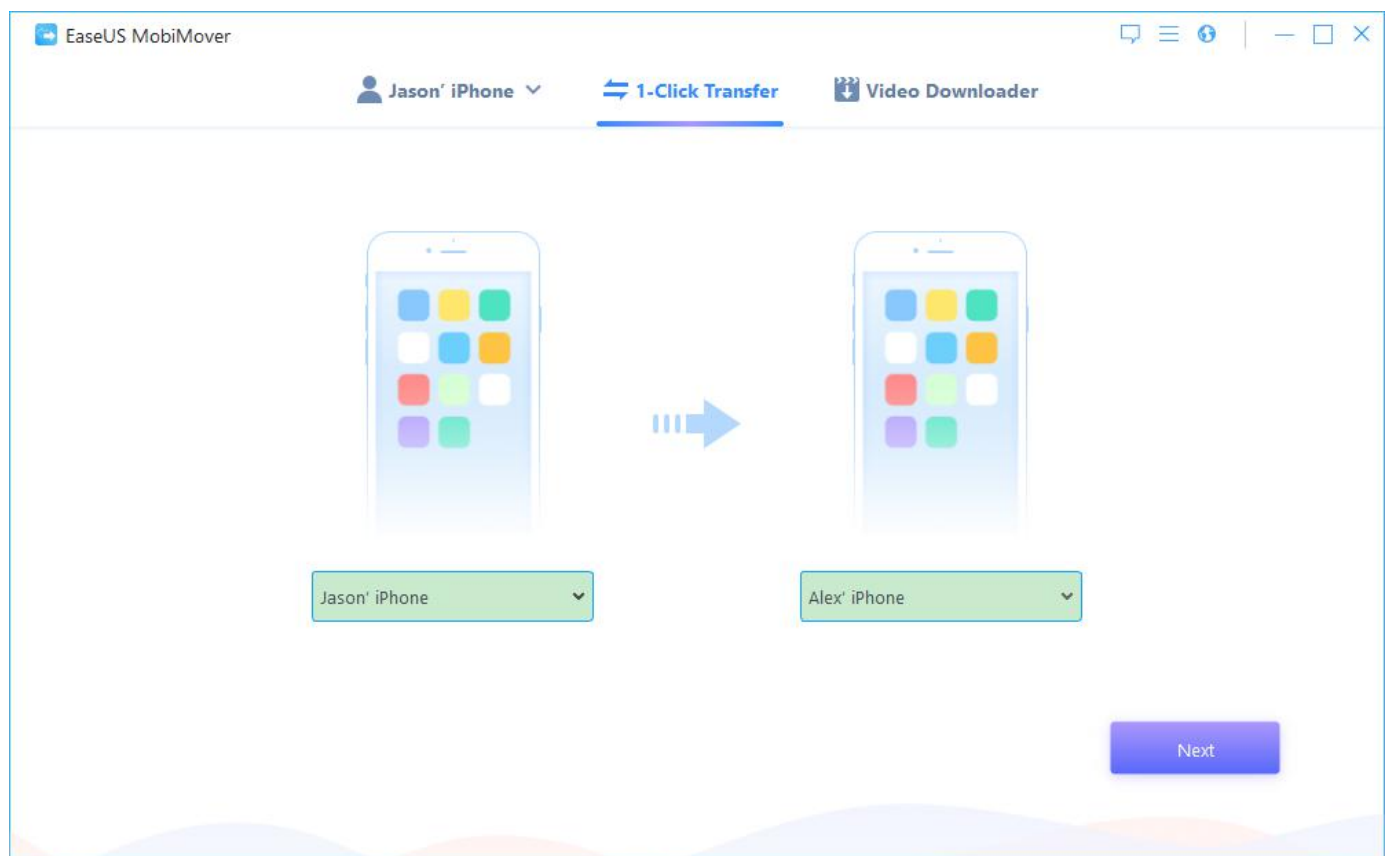 EaseUS MobiMover
Jason’ iPhone
1-Click Transfer
Video Downloader
Jason’ iPhone
Alex’ iPhone
Next